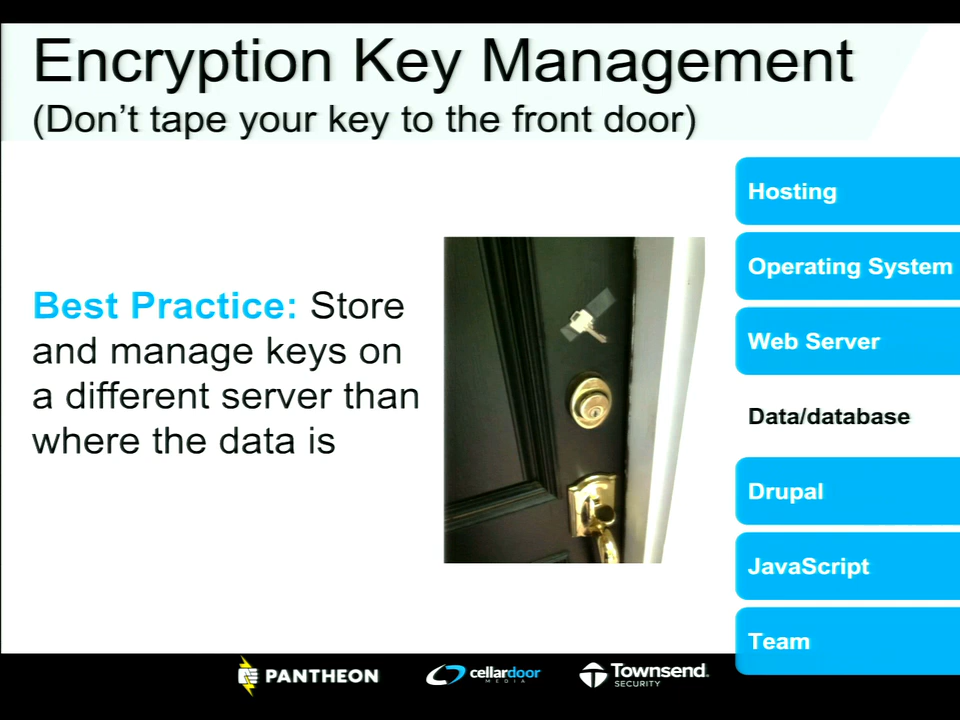 Encryption Key Management
(Don't tape your key to the front door)
Best Practice: Store
and manage keys on
a different server than
where the data is
Hosting
Operating System
Web Server
Data/database
Drupal
JavaScript
Team
PANTHEON
cellardoor
MEDIA
Townsend
SECURITY